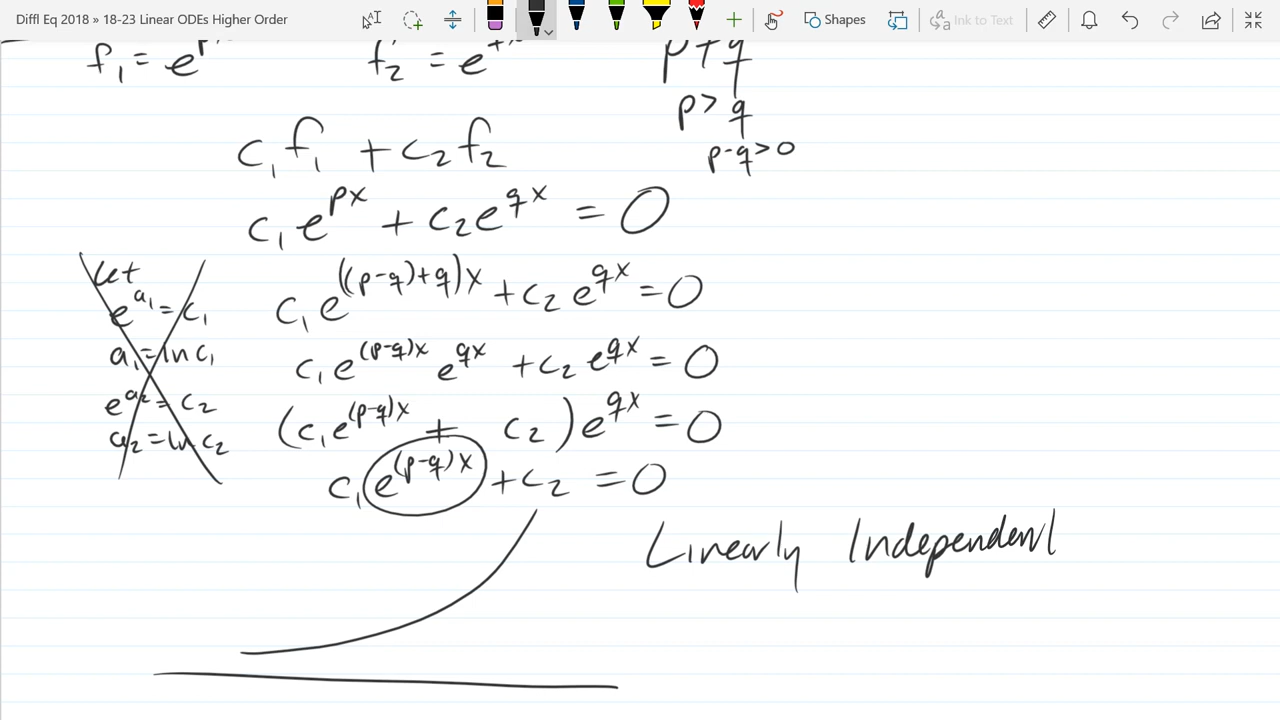 Diffl Eq 2018 » 18-23 Linear ODEs Higher Order
Shapes
Ink to Text
f₁ = e
f₂ = e
p ≠ q
p > q
p-q > 0
c₁f₁ + c₂f₂
c₁e^(px) + c₂e^(qx) = 0
let
e^(a₁) = c₁
a₁ = ln c₁
e^(a₂) = c₂
a₂ = ln c₂
c₁e^(((p-q)+q)x) + c₂e^(qx) = 0
c₁e^((p-q)x) e^(qx) + c₂e^(qx) = 0
(c₁e^((p-q)x) + c₂)e^(qx) = 0
c₁e^((p-q)x) + c₂ = 0
Linearly Independent